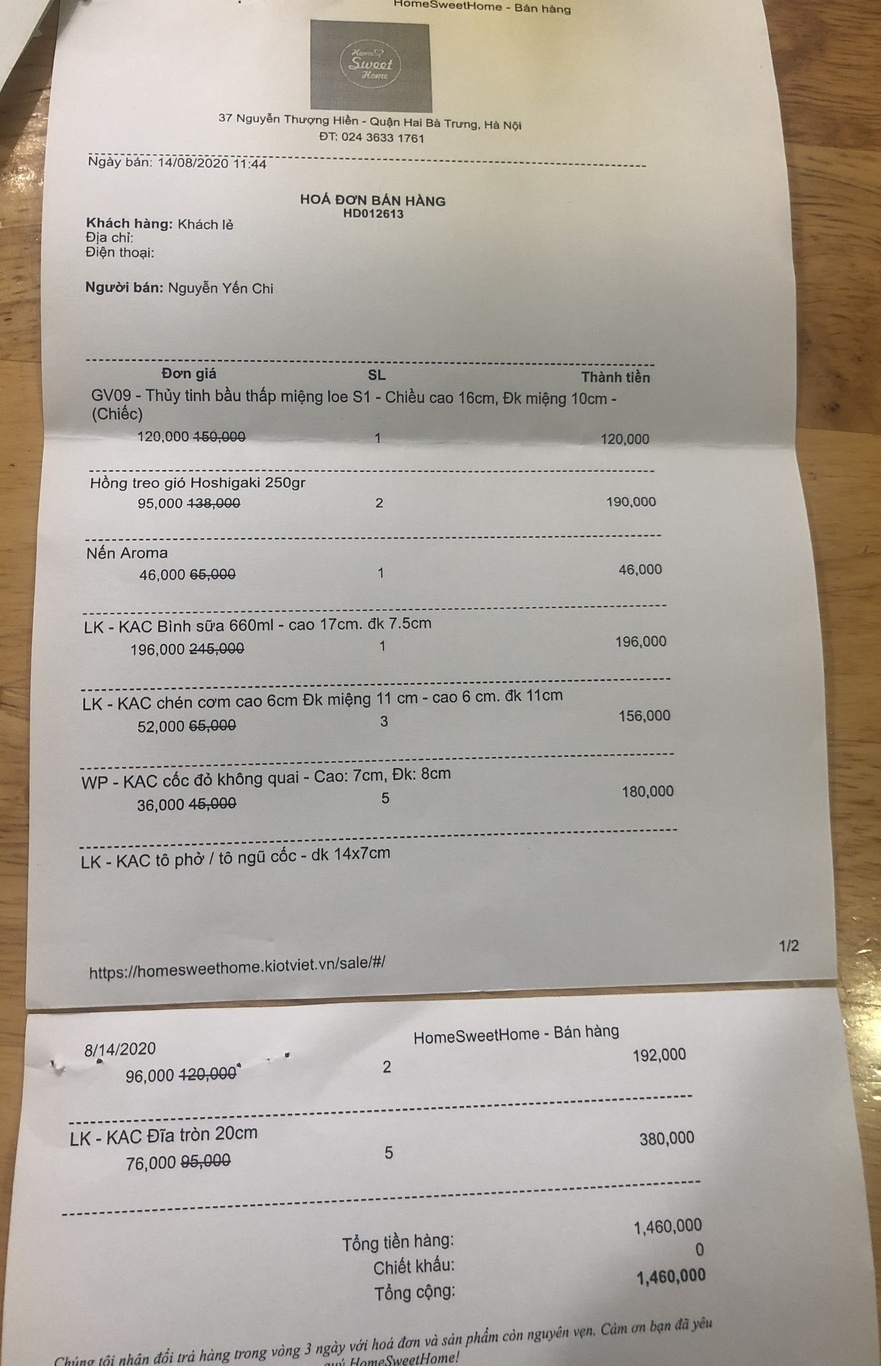 HomeSweetHome - Bán hàng
Home
Sweet
Home
37 Nguyễn Thượng Hiền - Quận Hai Bà Trưng, Hà Nội
ĐT: 024 3633 1761
Ngày bán: 14/08/2020 11:44
HOÁ ĐƠN BÁN HÀNG
HD012613
Khách hàng: Khách lẻ
Địa chỉ:
Điện thoại:
Người bán: Nguyễn Yến Chi
Đơn giá SL Thành tiền
GV09 - Thủy tinh bầu thấp miệng loe S1 - Chiều cao 16cm, Đk miệng 10cm -
(Chiếc)
120,000 150,000 1 120,000
Hồng treo gió Hoshigaki 250gr
95,000 138,000 2 190,000
Nến Aroma
46,000 65,000 1 46,000
LK - KAC Bình sữa 660ml - cao 17cm. đk 7.5cm
196,000 245,000 1 196,000
LK - KAC chén cơm cao 6cm Đk miệng 11 cm - cao 6 cm. đk 11cm
52,000 65,000 3 156,000
WP - KAC cốc đỏ không quai - Cao: 7cm, Đk: 8cm
36,000 45,000 5 180,000
LK - KAC tô phở / tô ngũ cốc - dk 14x7cm
https://homesweethome.kiotviet.vn/sale/#/ 1/2
8/14/2020 HomeSweetHome - Bán hàng
96,000 120,000 2 192,000
LK - KAC Đĩa tròn 20cm
76,000 95,000 5 380,000
Tổng tiền hàng: 1,460,000
Chiết khấu: 0
Tổng cộng: 1,460,000
Chúng tôi nhận đổi trả hàng trong vòng 3 ngày với hoá đơn và sản phẩm còn nguyên vẹn. Cảm ơn bạn đã yêu
quý HomeSweetHome!